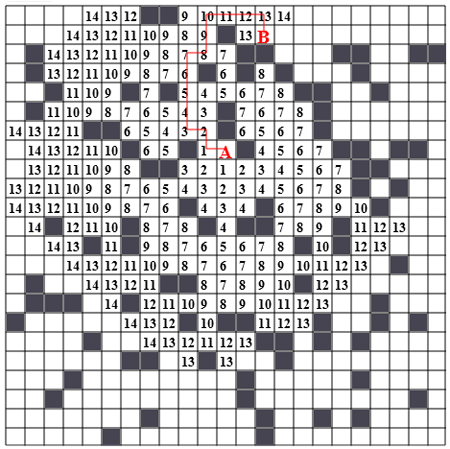 14 13 12 9 10 11 12 13 14
14 13 12 11 10 9 8 9 13 B
14 13 12 11 10 9 8 7 8 7
13 12 11 10 9 8 7 6 6 8
11 10 9 7 5 4 5 6 7 8
11 10 9 8 7 6 5 4 3 7 6 7 8
14 13 12 11 6 5 4 3 2 6 5 6 7
14 13 12 11 10 6 5 1 A 4 5 6 7
13 12 11 10 9 8 3 2 1 2 3 4 5 6 7
13 12 11 10 9 8 7 6 5 4 3 2 3 4 5 6 7 8
14 13 12 11 10 9 8 7 6 4 3 4 6 7 8 9 10
14 12 11 10 8 7 8 4 7 8 9 11 12 13
14 13 11 9 8 7 6 5 6 7 8 10 12 13
14 13 12 11 10 9 8 7 6 7 8 9 10 11 12 13
14 13 12 11 8 7 8 9 10 12 13
14 12 11 10 9 8 9 10 11 12 13
14 13 12 10 11 12 13
14 13 12 11 12 13
13 13